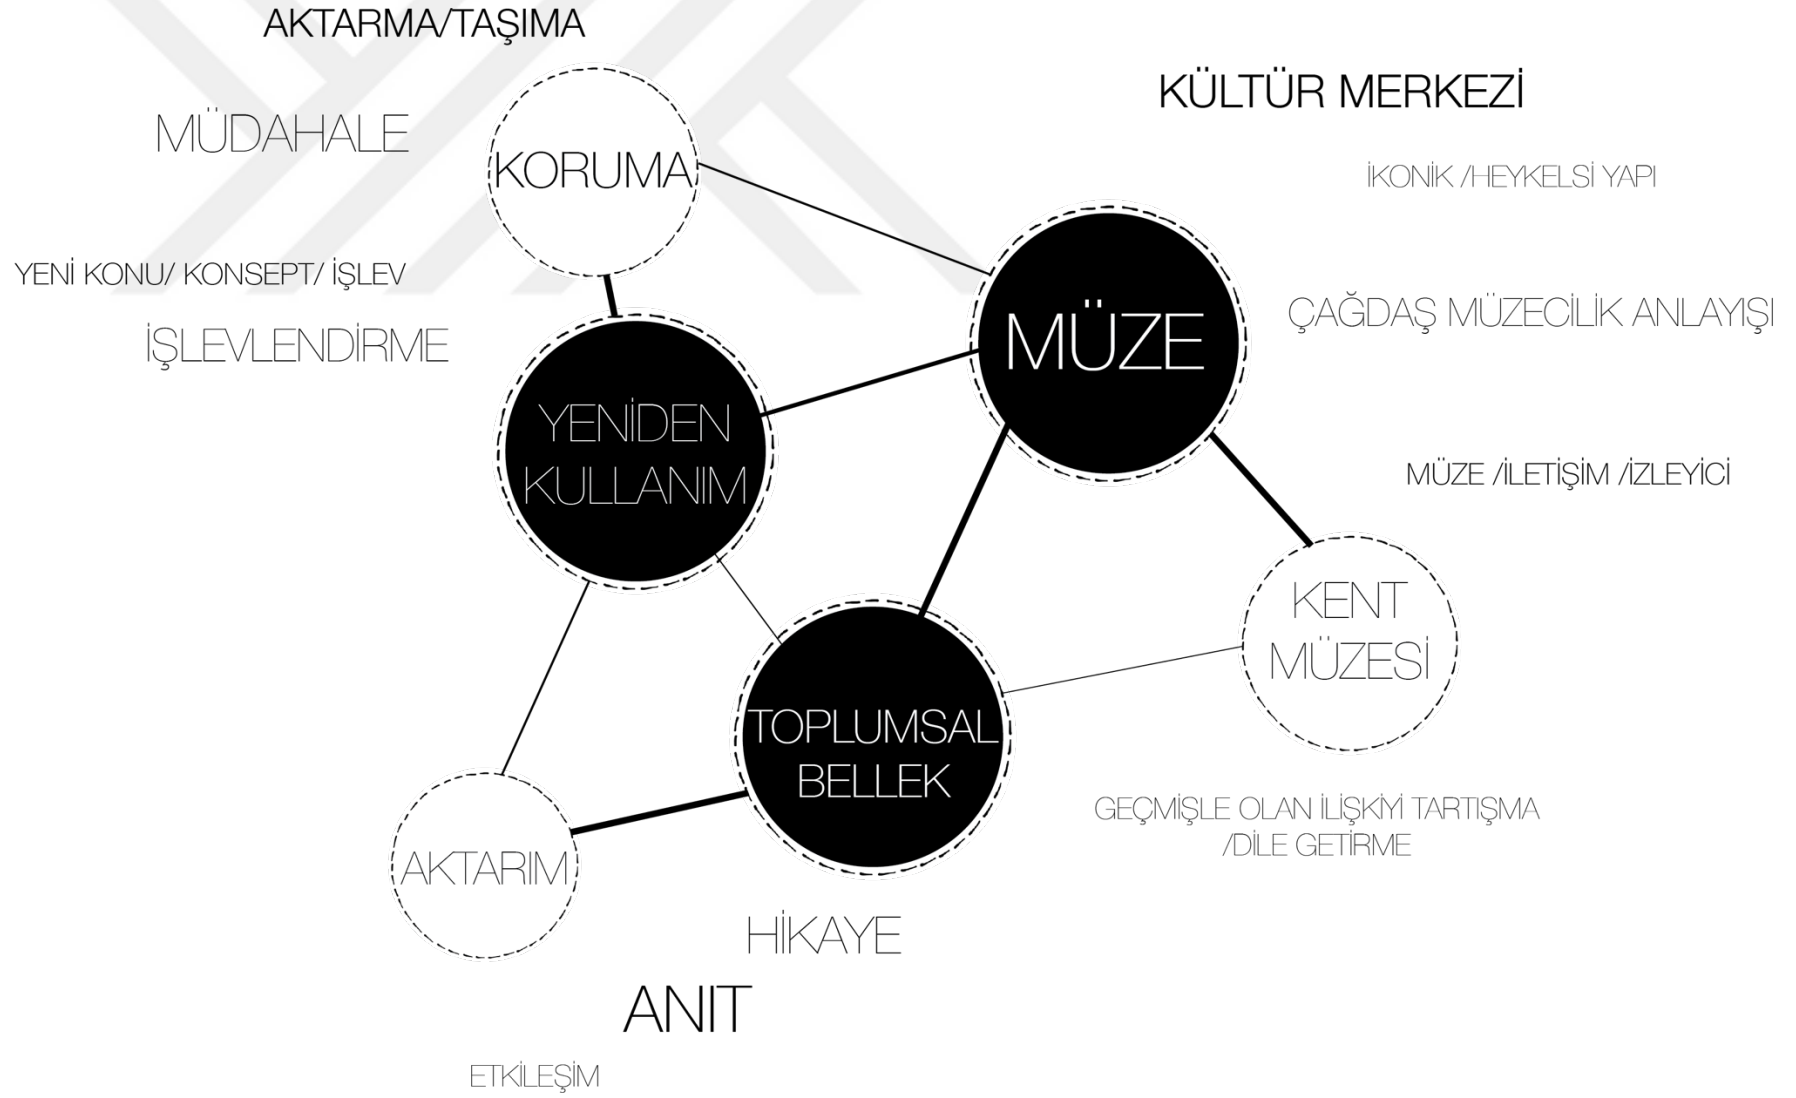 AKTARMA/TAŞIMA
KÜLTÜR MERKEZİ
MÜDAHALE
KORUMA
İKONİK /HEYKELSİ YAPI
YENİ KONU/ KONSEPT/ İŞLEV
İŞLEVLENDİRME
MÜZE
ÇAĞDAŞ MÜZECİLİK ANLAYIŞI
YENİDEN
KULLANIM
MÜZE /İLETİŞİM /İZLEYİCİ
KENT
MÜZESİ
TOPLUMSAL
BELLEK
GEÇMİŞLE OLAN İLİŞKİYİ TARTIŞMA
/DİLE GETİRME
AKTARIM
HİKAYE
ANIT
ETKİLEŞİM